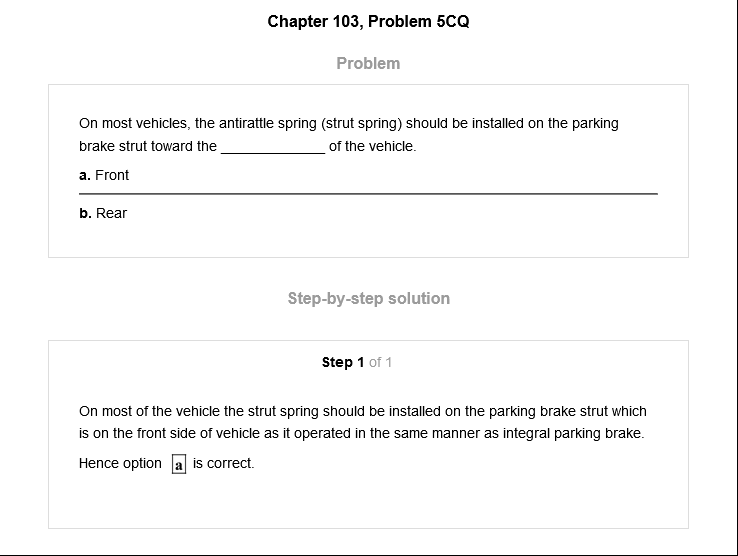 Chapter 103, Problem 5CQ
Problem
On most vehicles, the antirattle spring (strut spring) should be installed on the parking
brake strut toward the _____________ of the vehicle.
a. Front
b. Rear
Step-by-step solution
Step 1 of 1
On most of the vehicle the strut spring should be installed on the parking brake strut which
is on the front side of vehicle as it operated in the same manner as integral parking brake.
Hence option a is correct.